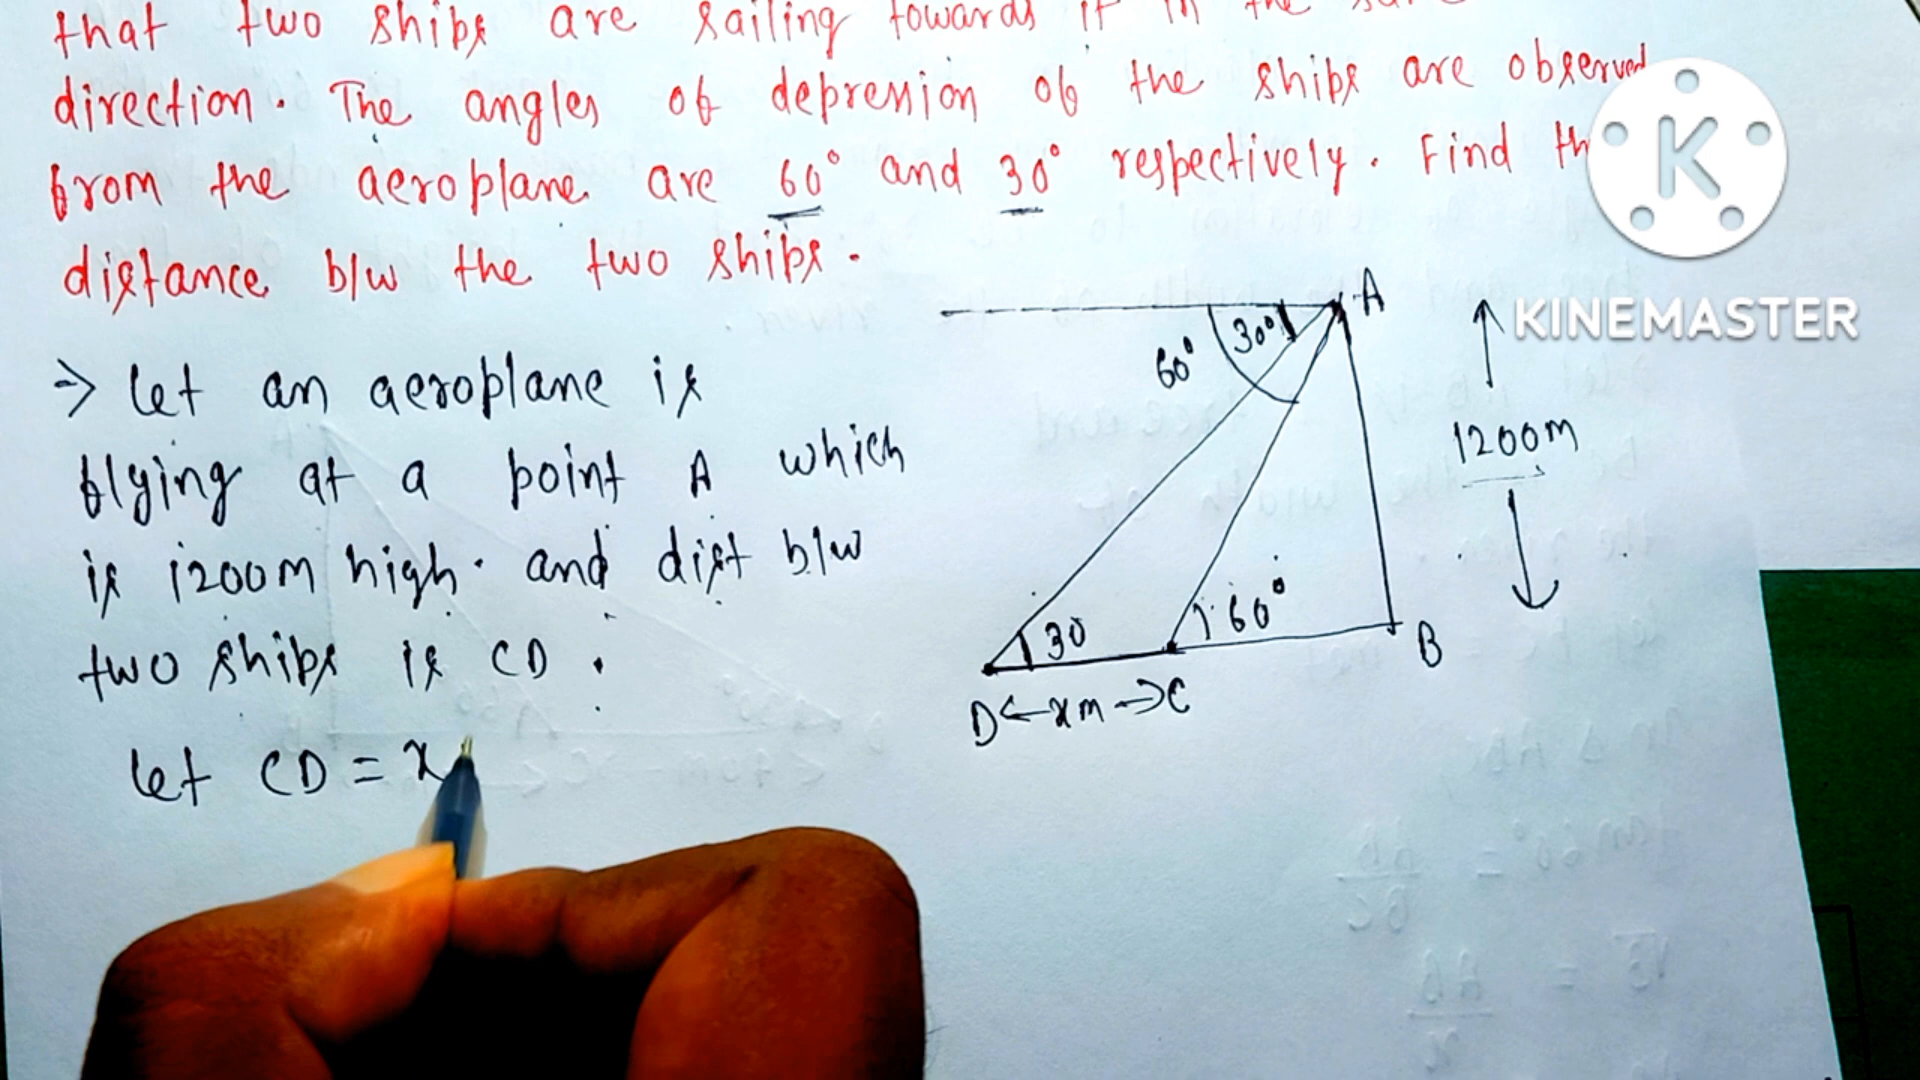 that two ships are sailing towards it in the
direction. The angles of depression of the ships are observed
from the aeroplane are 60° and 30° respectively. Find
distance b/w the two ships.
→ let an aeroplane is
flying at a point A which
is 1200m high. and dist b/w
two ships is CD.
let CD = x
A
30°
60°
1200m
30
60°
B
D ← x m → C
K
KINEMASTER